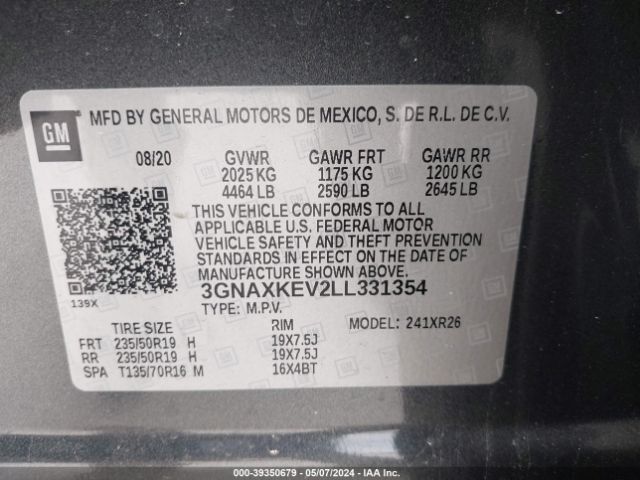 GM
MFD BY GENERAL MOTORS DE MEXICO, S. DE R.L. DE C.V.
08/20 GVWR GAWR FRT GAWR RR
2025 KG 1175 KG 1200 KG
4464 LB 2590 LB 2645 LB
THIS VEHICLE CONFORMS TO ALL
APPLICABLE U.S. FEDERAL MOTOR
VEHICLE SAFETY AND THEFT PREVENTION
STANDARDS IN EFFECT ON THE DATE OF
MANUFACTURE SHOWN ABOVE.
139X 3GNAXKEV2LL331354
TYPE: M.P.V.
TIRE SIZE RIM MODEL: 241XR26
FRT 235/50R19 H 19X7.5J
RR 235/50R19 H 19X7.5J
SPA T135/70R16 M 16X4BT
000-39350679 - 05/07/2024 - IAA Inc.